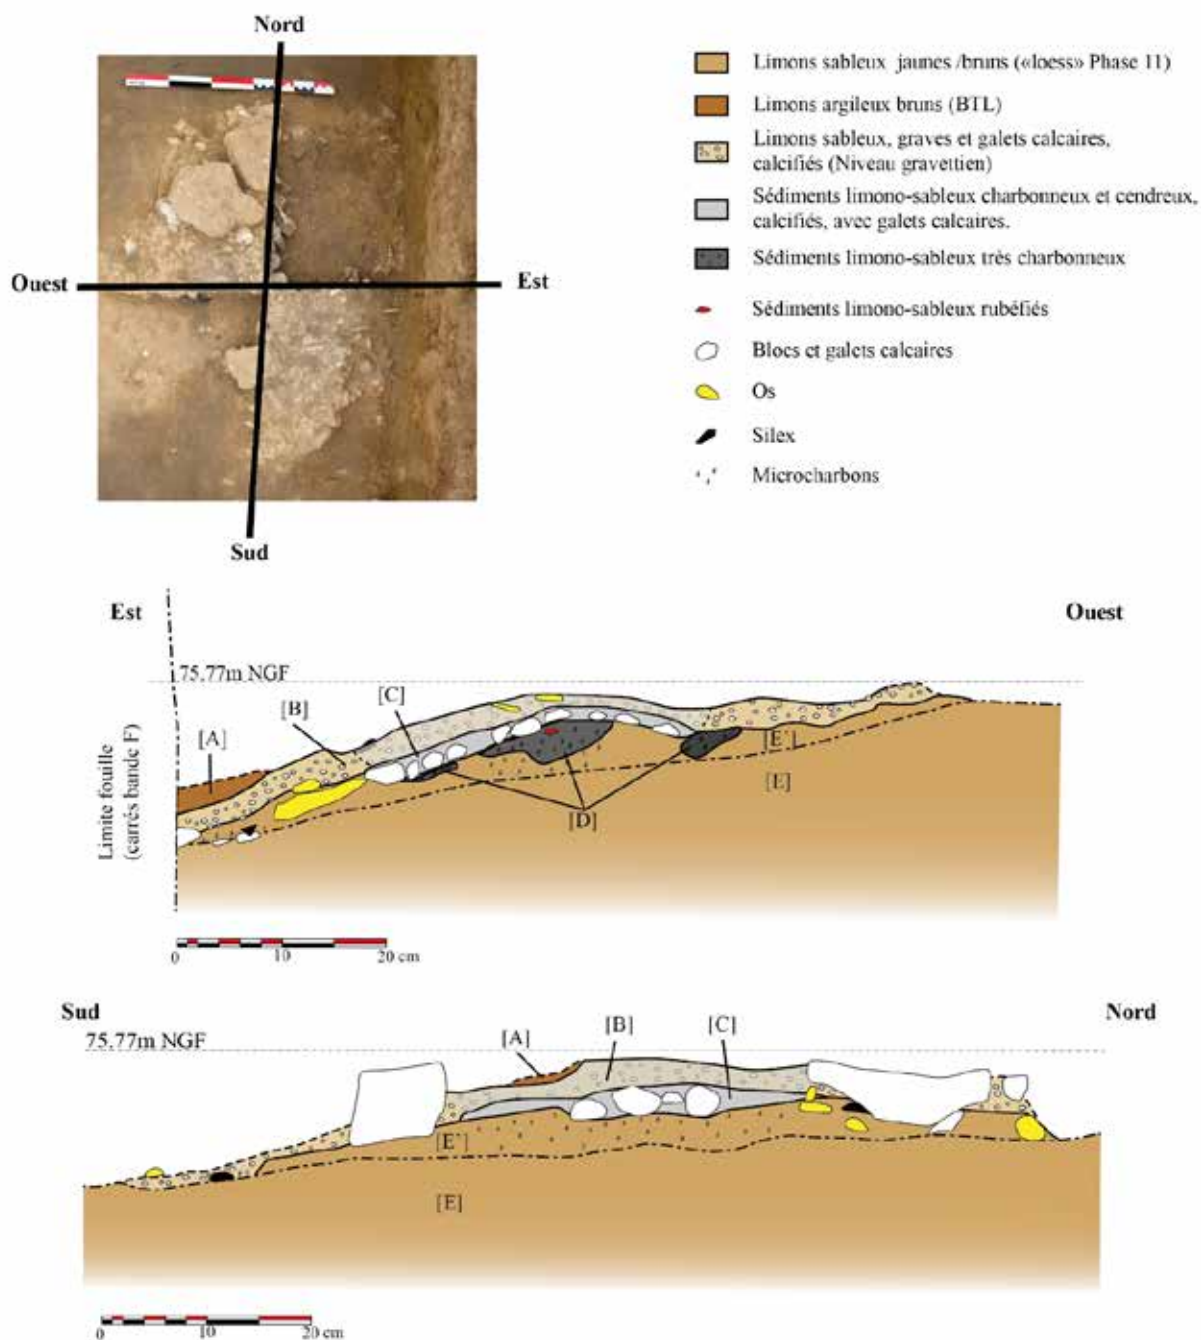 Nord
Ouest
Est
Sud
Limons sableux jaunes /bruns («loess» Phase 11)
Limons argileux bruns (BTL)
Limons sableux, graves et galets calcaires,
calcifiés (Niveau gravettien)
Sédiments limono-sableux charbonneux et cendreux,
calcifiés, avec galets calcaires.
Sédiments limono-sableux très charbonneux
Sédiments limono-sableux rubéfiés
Blocs et galets calcaires
Os
Silex
Microcharbons
Est
Ouest
75.77m NGF
[A]
[B]
[C]
[D]
[E']
[E]
Limite fouille
(carrés bande F)
0 10 20 cm
Sud
Nord
75.77m NGF
[A]
[B]
[C]
[E']
[E]
0 10 20 cm